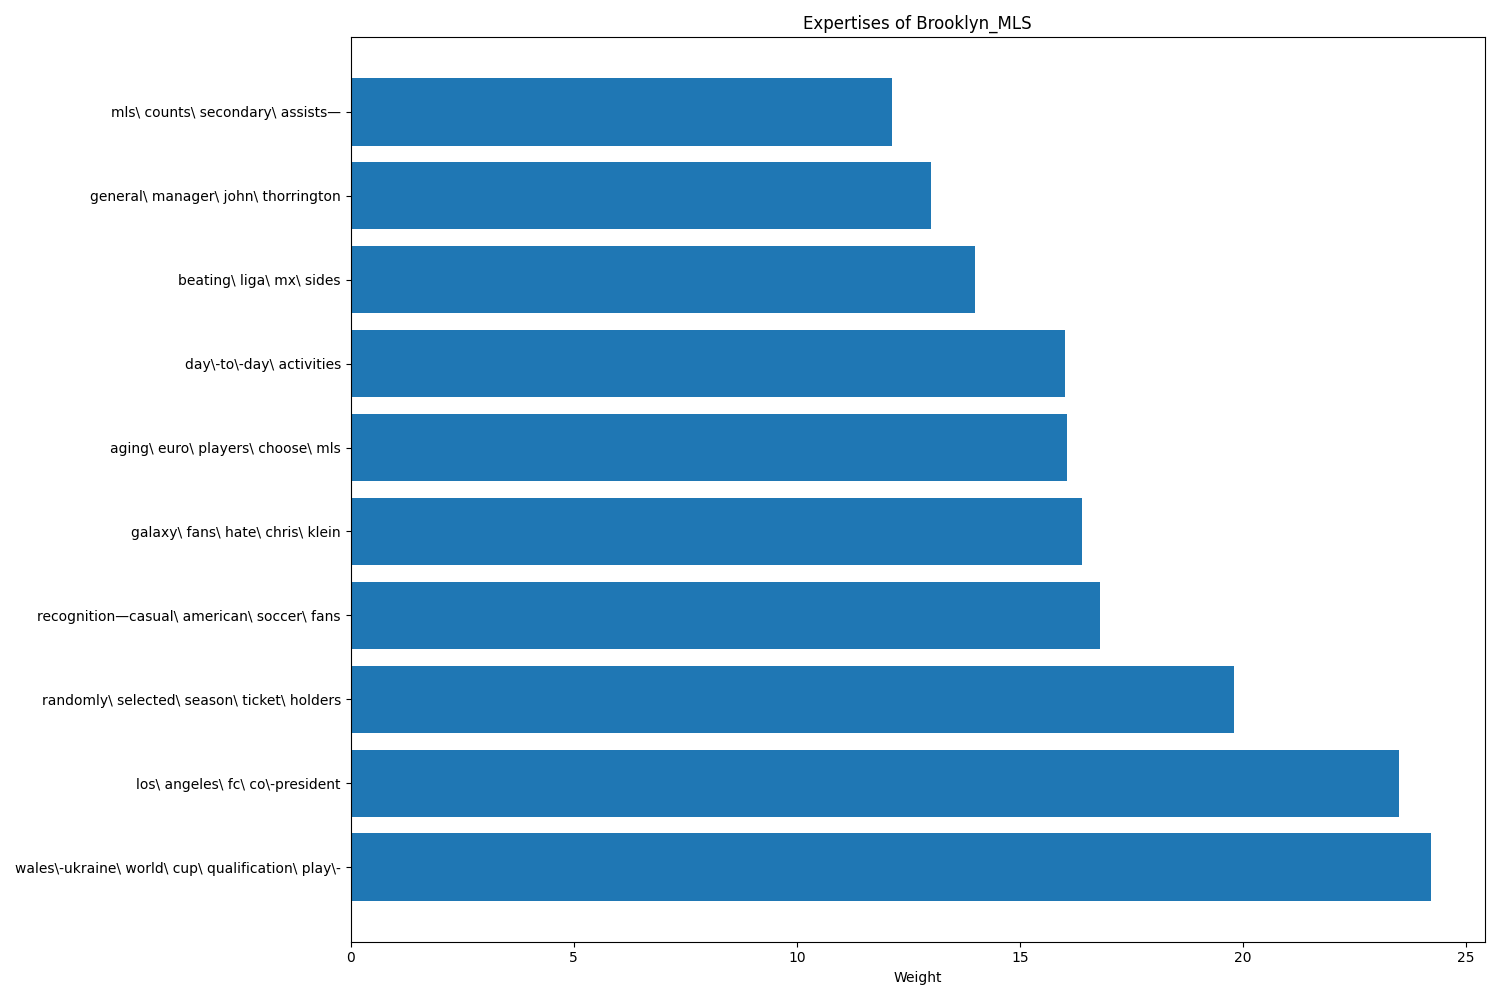 Expertises of Brooklyn_MLS
mls\ counts\ secondary\ assists—
general\ manager\ john\ thorrington
beating\ liga\ mx\ sides
day\-to\-day\ activities
aging\ euro\ players\ choose\ mls
galaxy\ fans\ hate\ chris\ klein
recognition—casual\ american\ soccer\ fans
randomly\ selected\ season\ ticket\ holders
los\ angeles\ fc\ co\-president
wales\-ukraine\ world\ cup\ qualification\ play\-
0 5 10 15 20 25
Weight